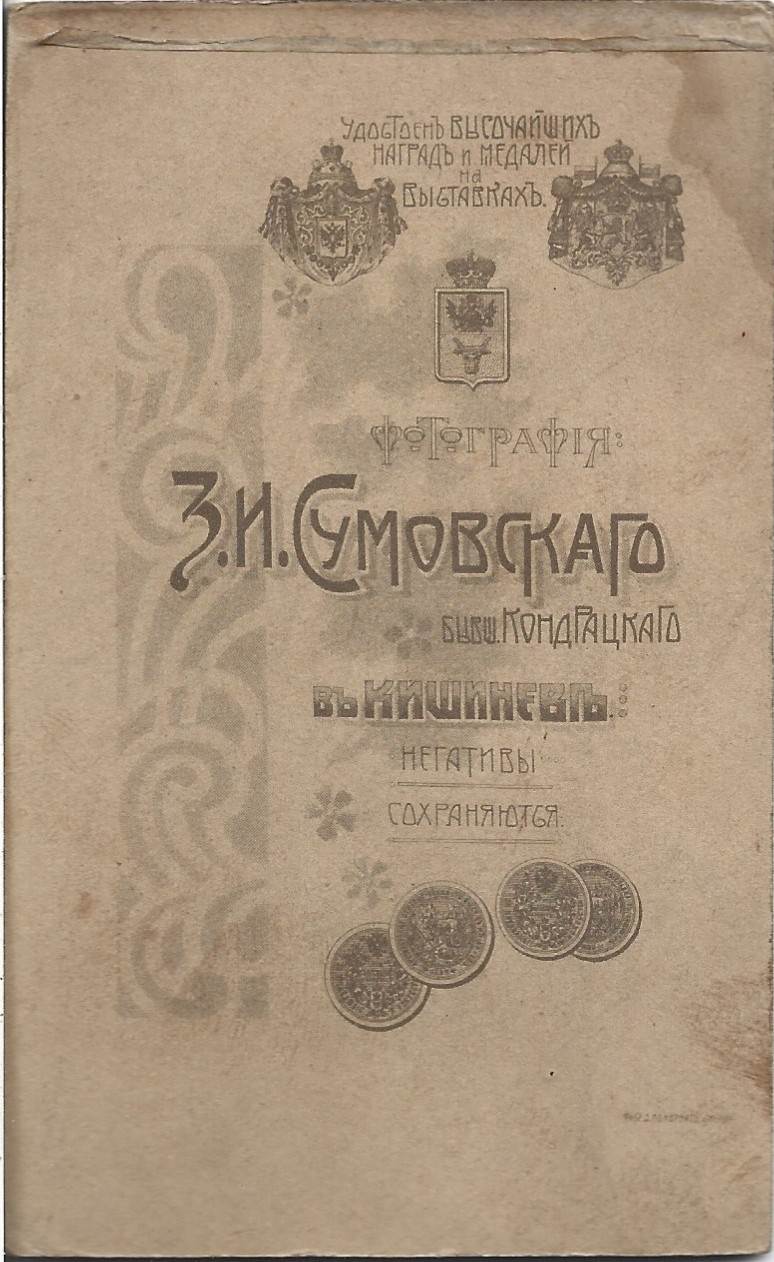 Удостоенъ Высочайшихъ
наградъ и медалей
на
выставкахъ.
Фотографія:
З.И. Сумовскаго
бывш. Кондрацкаго
въ Кишиневѣ.
Негативы
сохраняются.